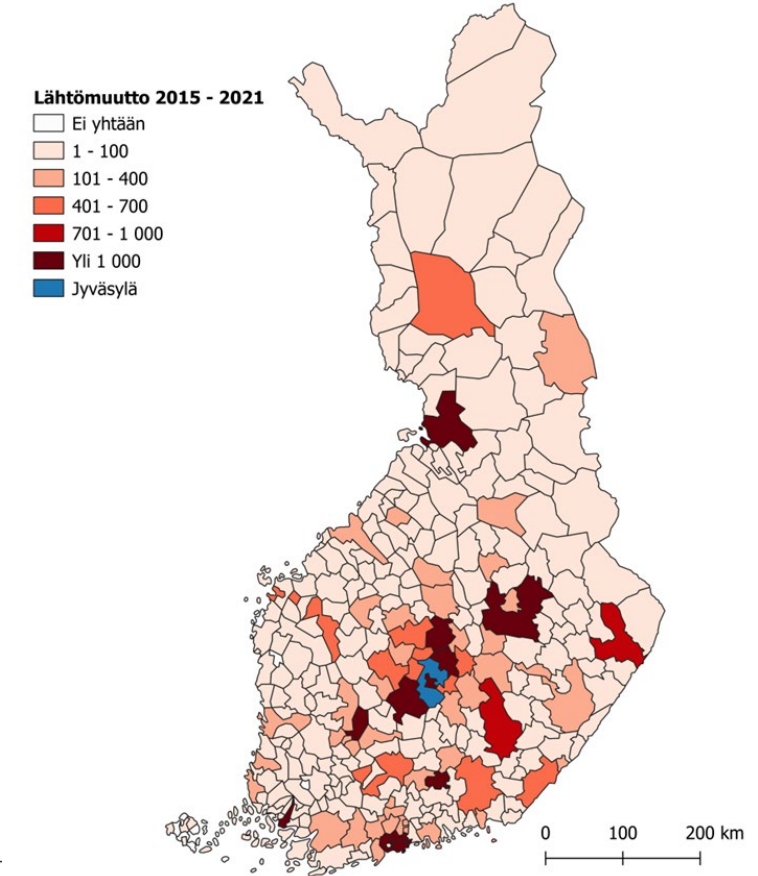 Lähtömuutto 2015 - 2021
Ei yhtään
1 - 100
101 - 400
401 - 700
701 - 1 000
Yli 1 000
Jyväsylä
0 100 200 km